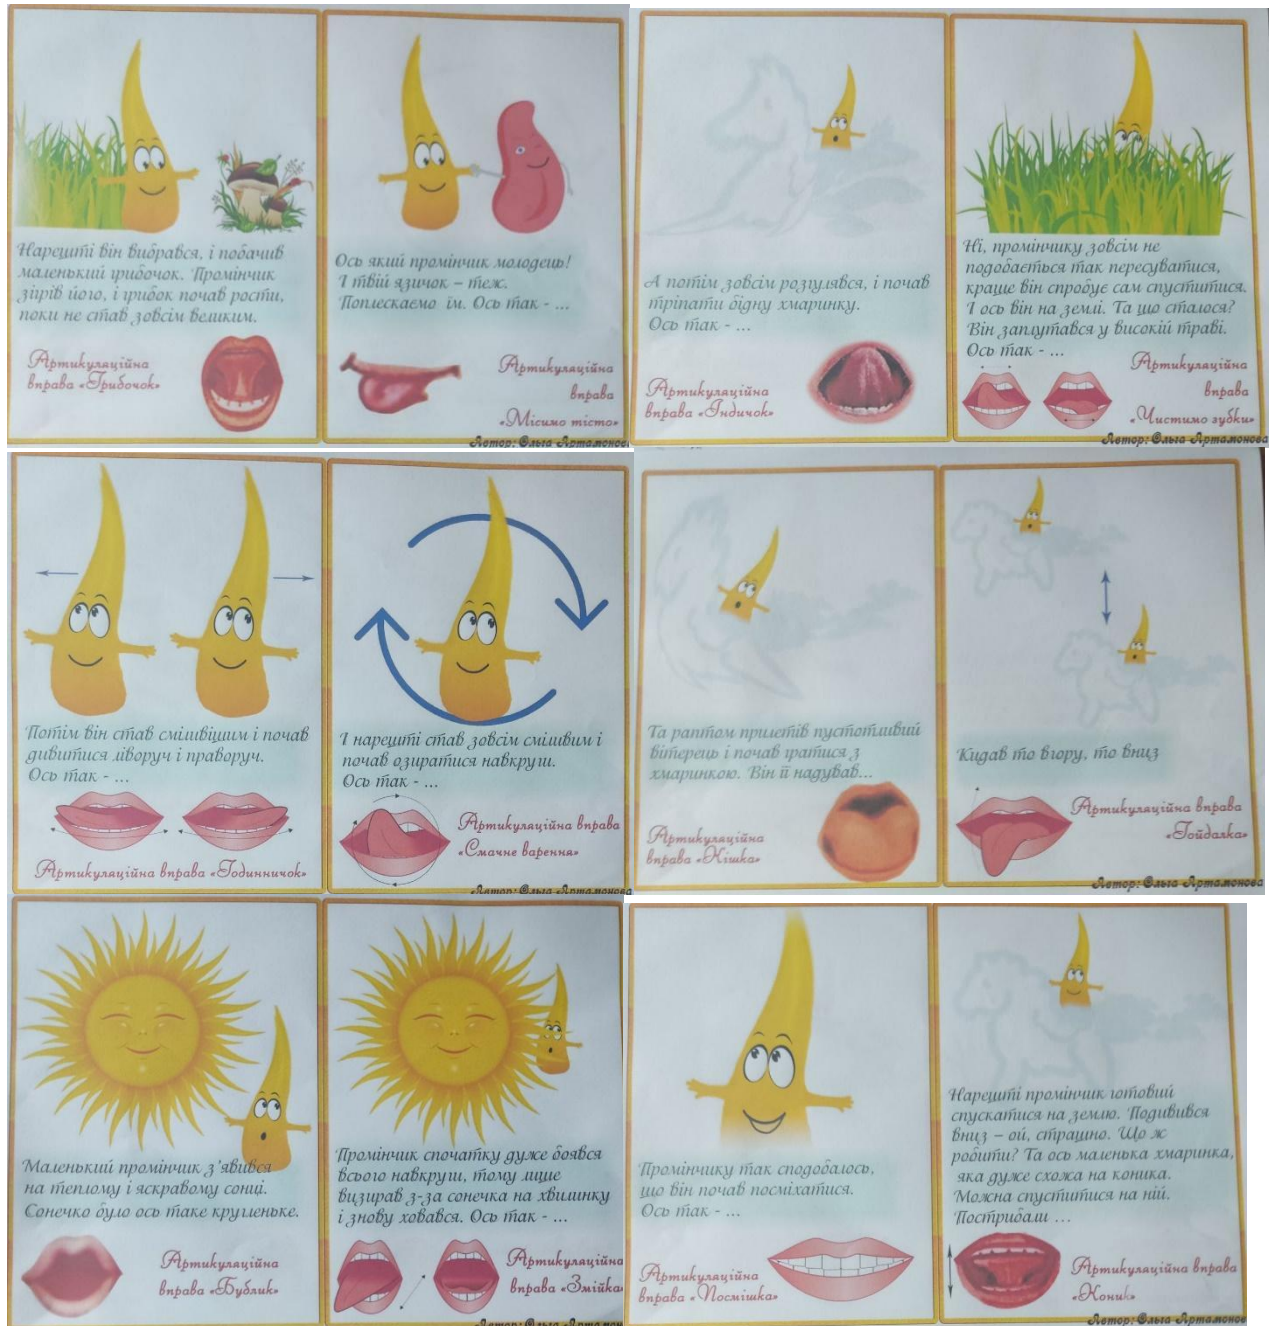 Нарешті він вибрався, і побачив
маленький грибочок. Промінчик
зігрів його, і грибок почав рости,
поки не став зовсім великим.
Артикуляційна
вправа «Грибочок»
Ось який промінчик молодець!
І твій язичок – теж.
Поплескаємо їм. Ось так - ...
Артикуляційна
вправа
«Місимо тісто»
Автор: Ольга Артамонова
А потім зовсім розгулявся, і почав
тріпати бідну хмаринку.
Ось так - ...
Артикуляційна
вправа «Індичок»
Ні, промінчику зовсім не
подобається так пересуватися,
краще він спробує сам спуститися.
І ось він на землі. Та що сталося?
Він заплутався у високій траві.
Ось так - ...
Артикуляційна
вправа
«Чистимо зубки»
Автор: Ольга Артамонова
Потім він став сміливішим і почав
дивитися ліворуч і праворуч.
Ось так - ...
Артикуляційна вправа «Годинничок»
І нарешті став зовсім сміливим і
почав озиратися навкруги.
Ось так - ...
Артикуляційна вправа
«Смачне варення»
Автор: Ольга Артамонова
Та раптом прилетів пустотливий
вітерець і почав гратися з
хмаринкою. Він її надував...
Артикуляційна
вправа «Кішка»
Кидав то вгору, то вниз
Артикуляційна вправа
«Гойдалка»
Автор: Ольга Артамонова
Маленький промінчик з'явився
на теплому і яскравому сонці.
Сонечко було ось таке кругленьке.
Артикуляційна
вправа «Бублик»
Промінчик спочатку дуже боявся
всього навкруги, тому лише
визирав з-за сонечка на хвилинку
і знову ховався. Ось так - ...
Артикуляційна
вправа «Змійка»
Автор: Ольга Артамон
Промінчику так сподобалось,
що він почав посміхатися.
Ось так - ...
Артикуляційна
вправа «Посмішка»
Нарешті промінчик готовий
спускатися на землю. Подивився
вниз – ой, страшно. Що ж
робити? Та ось маленька хмаринка,
яка дуже схожа на коника.
Можна спуститися на ній.
Пострибали ...
Артикуляційна вправа
«Коник»
Автор: Ольга Артамонова